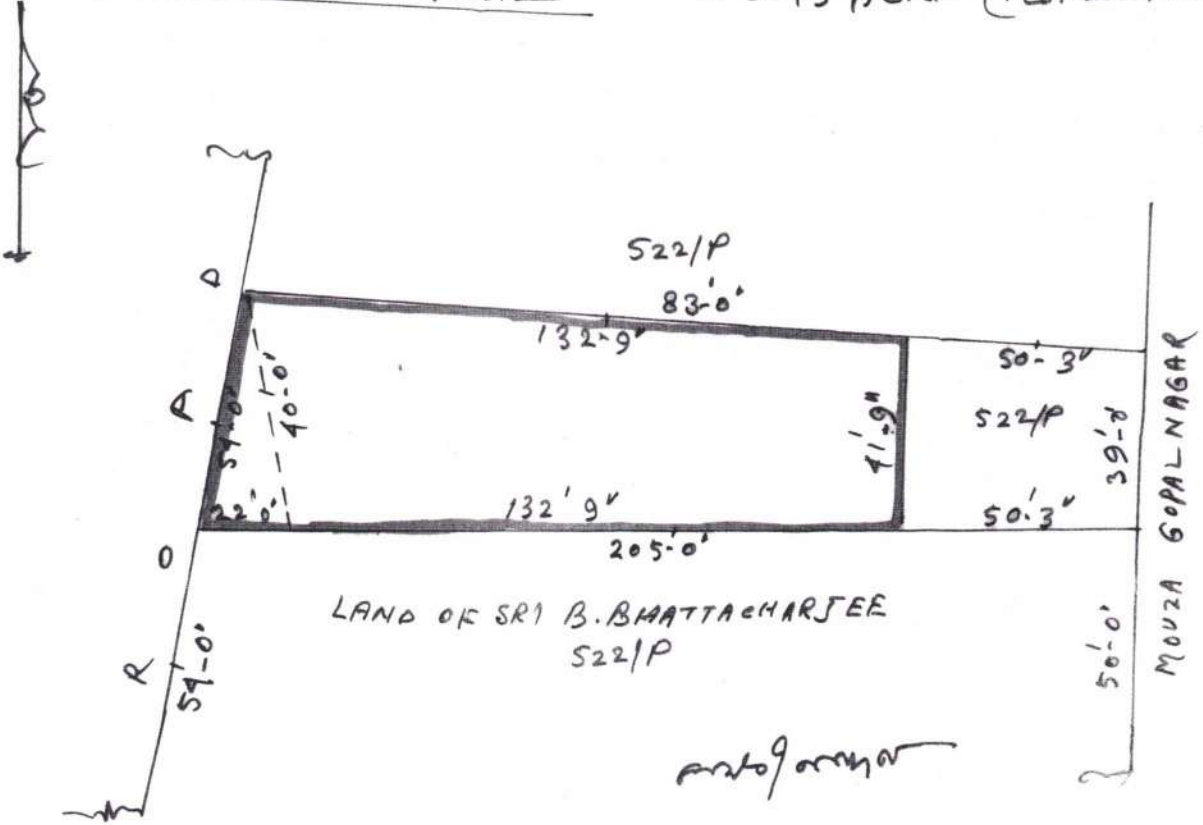 522/P
83'-0"
132-9"
50-3"
D
A
R
O
54-0"
40-0"
41-9"
522/P
39'-0"
22'0"
132'9"
50.3"
205-0"
LAND OF SRI B.BHATTACHARJEE
522/P
54'-0"
50'-0"
MOUZA GOPALNAGAR